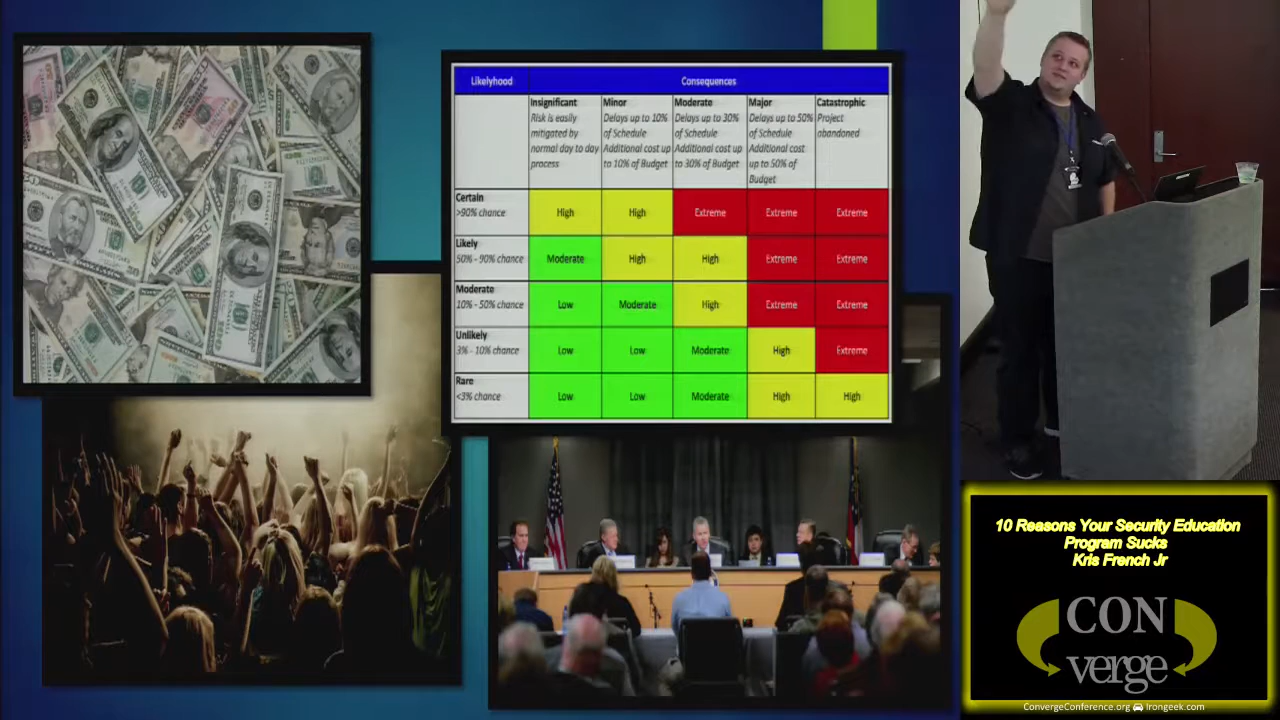 Likelyhood
Consequences
Insignificant
Risk is easily
mitigated by
normal day to day
process
Minor
Delays up to 10%
of Schedule
Additional cost up
to 10% of Budget
Moderate
Delays up to 30%
of Schedule
Additional cost up
to 30% of Budget
Major
Delays up to 50%
of Schedule
Additional cost
up to 50% of
Budget
Catastrophic
Project
abandoned
Certain
>90% chance
High
High
Extreme
Extreme
Extreme
Likely
50% - 90% chance
Moderate
High
High
Extreme
Extreme
Moderate
10% - 50% chance
Low
Moderate
High
Extreme
Extreme
Unlikely
3% - 10% chance
Low
Low
Moderate
High
Extreme
Rare
<3% chance
Low
Low
Moderate
High
High
10 Reasons Your Security Education
Program Sucks
Kris French Jr
CON
verge
ConvergeConference.org Irongeek.com